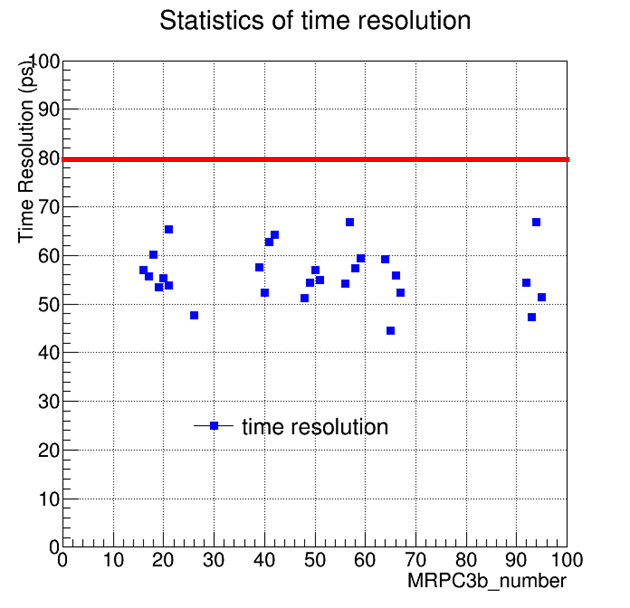 Statistics of time resolution
Time Resolution (ps)
100
90
80
70
60
50
40
30
20
10
0
time resolution
0 10 20 30 40 50 60 70 80 90 100
MRPC3b_number